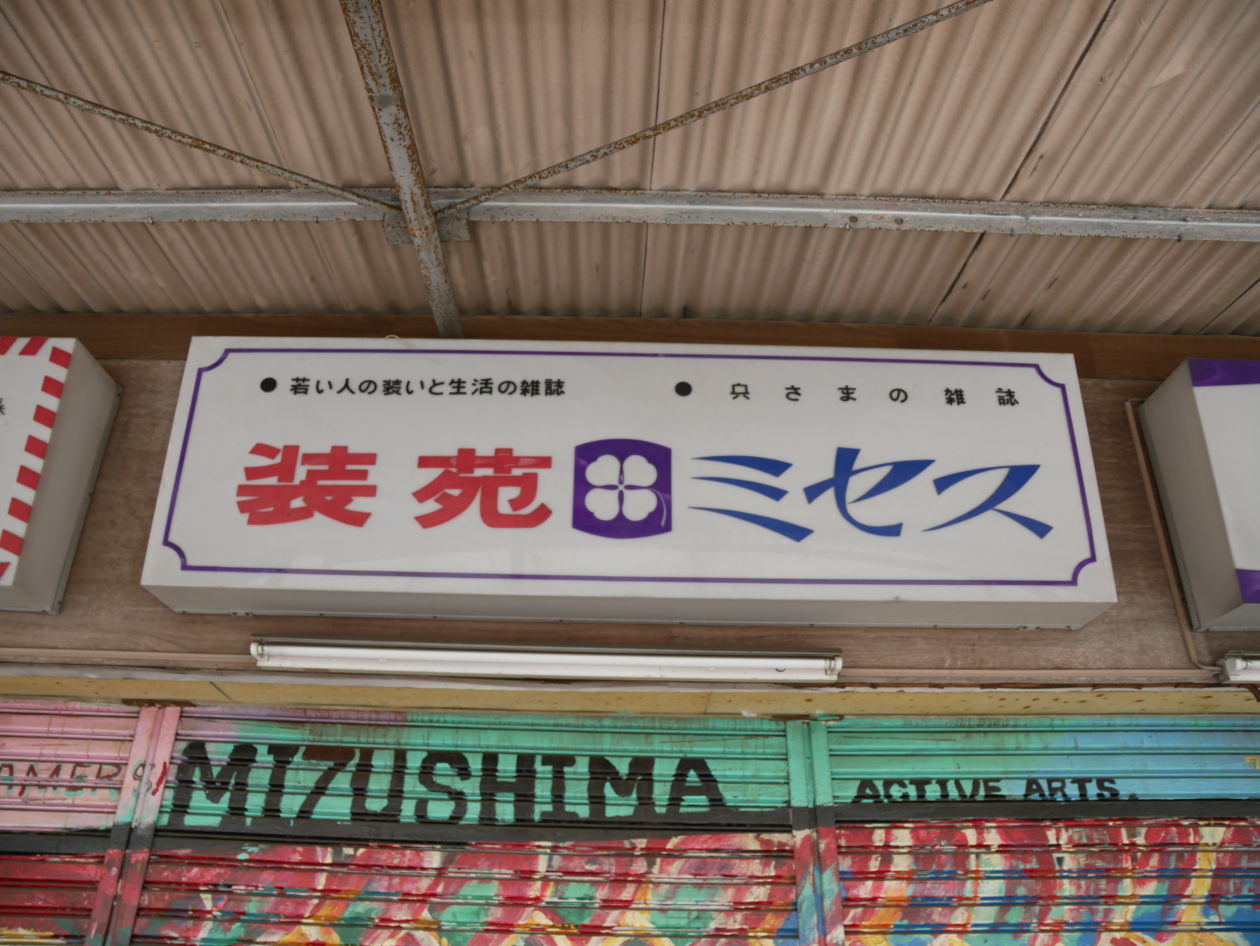 ●若い人の装いと生活の雑誌
●只さまの雑誌
装苑 ミセス
MIZUSHIMA
ACTIVE ARTS.